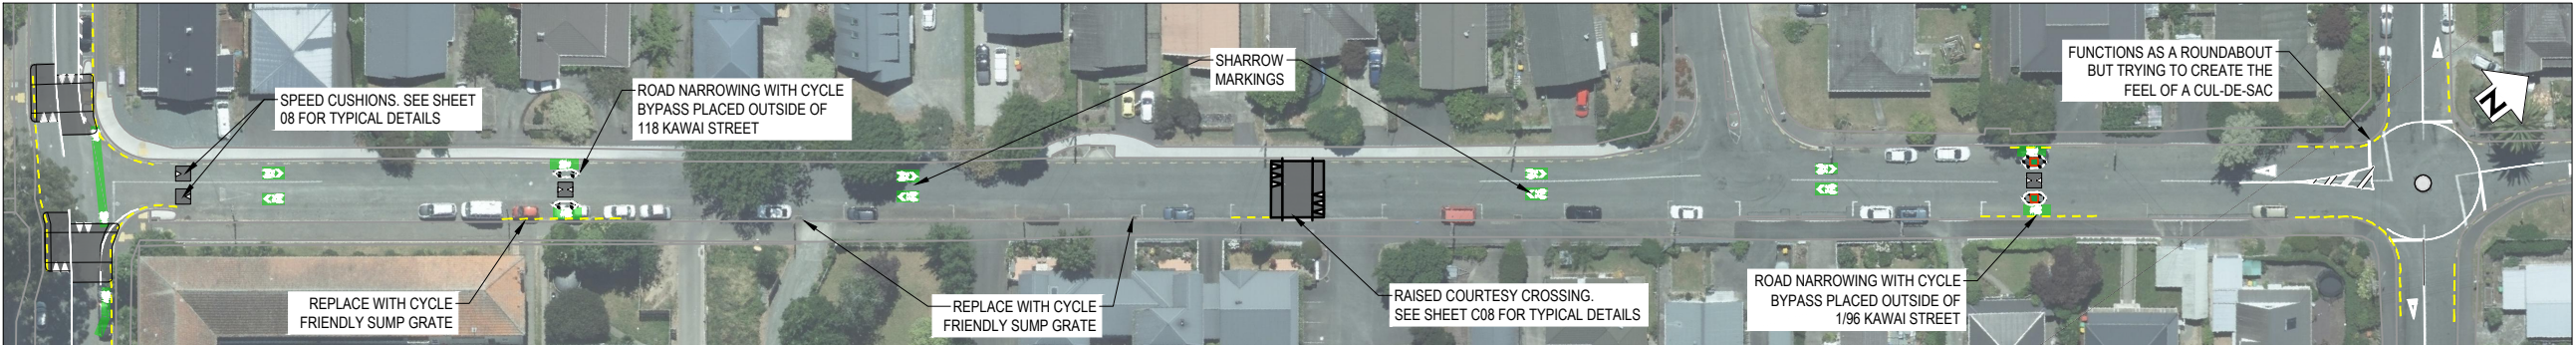 SPEED CUSHIONS. SEE SHEET
08 FOR TYPICAL DETAILS
ROAD NARROWING WITH CYCLE
BYPASS PLACED OUTSIDE OF
118 KAWAI STREET
SHARROW
MARKINGS
FUNCTIONS AS A ROUNDABOUT
BUT TRYING TO CREATE THE
FEEL OF A CUL-DE-SAC
N
REPLACE WITH CYCLE
FRIENDLY SUMP GRATE
REPLACE WITH CYCLE
FRIENDLY SUMP GRATE
RAISED COURTESY CROSSING.
SEE SHEET C08 FOR TYPICAL DETAILS
ROAD NARROWING WITH CYCLE
BYPASS PLACED OUTSIDE OF
1/96 KAWAI STREET